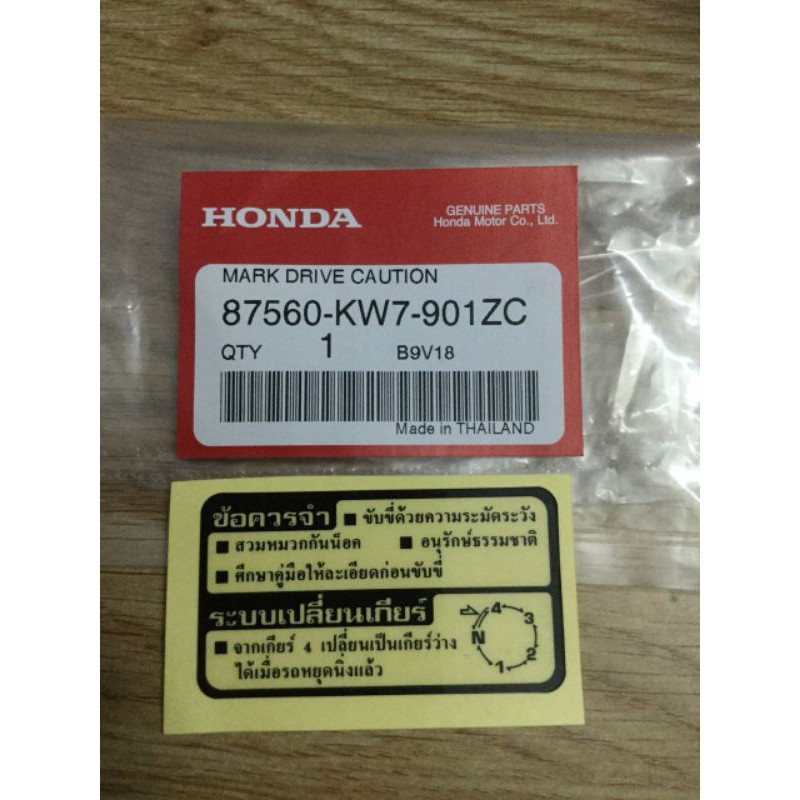 HONDA
GENUINE PARTS
Honda Motor Co., Ltd.
MARK DRIVE CAUTION
87560-KW7-901ZC
QTY 1 B9V18
Made in THAILAND
ข้อควรจำ ■ ขับขี่ด้วยความระมัดระวัง
■ สวมหมวกกันน็อค ■ อนุรักษ์ธรรมชาติ
■ ศึกษาคู่มือให้ละเอียดก่อนขับขี่
ระบบเปลี่ยนเกียร์
■ จากเกียร์ 4 เปลี่ยนเป็นเกียร์ว่าง
ได้เมื่อรถหยุดนิ่งแล้ว
N 1 2 3 4